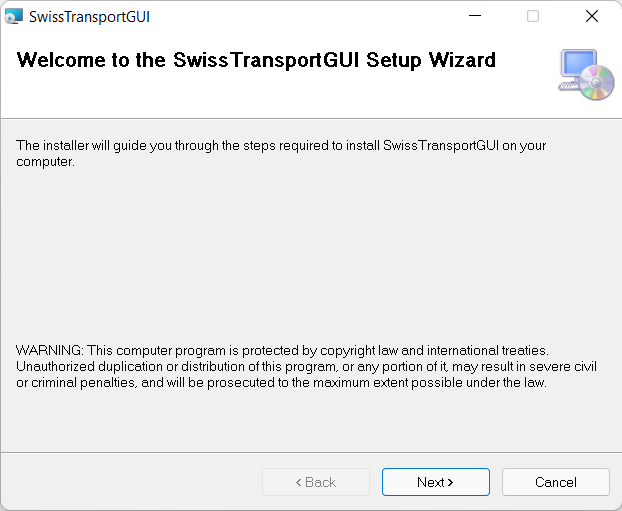 SwissTransportGUI
Welcome to the SwissTransportGUI Setup Wizard
The installer will guide you through the steps required to install SwissTransportGUI on your
computer.
WARNING: This computer program is protected by copyright law and international treaties.
Unauthorized duplication or distribution of this program, or any portion of it, may result in severe civil
or criminal penalties, and will be prosecuted to the maximum extent possible under the law.
< Back Next > Cancel